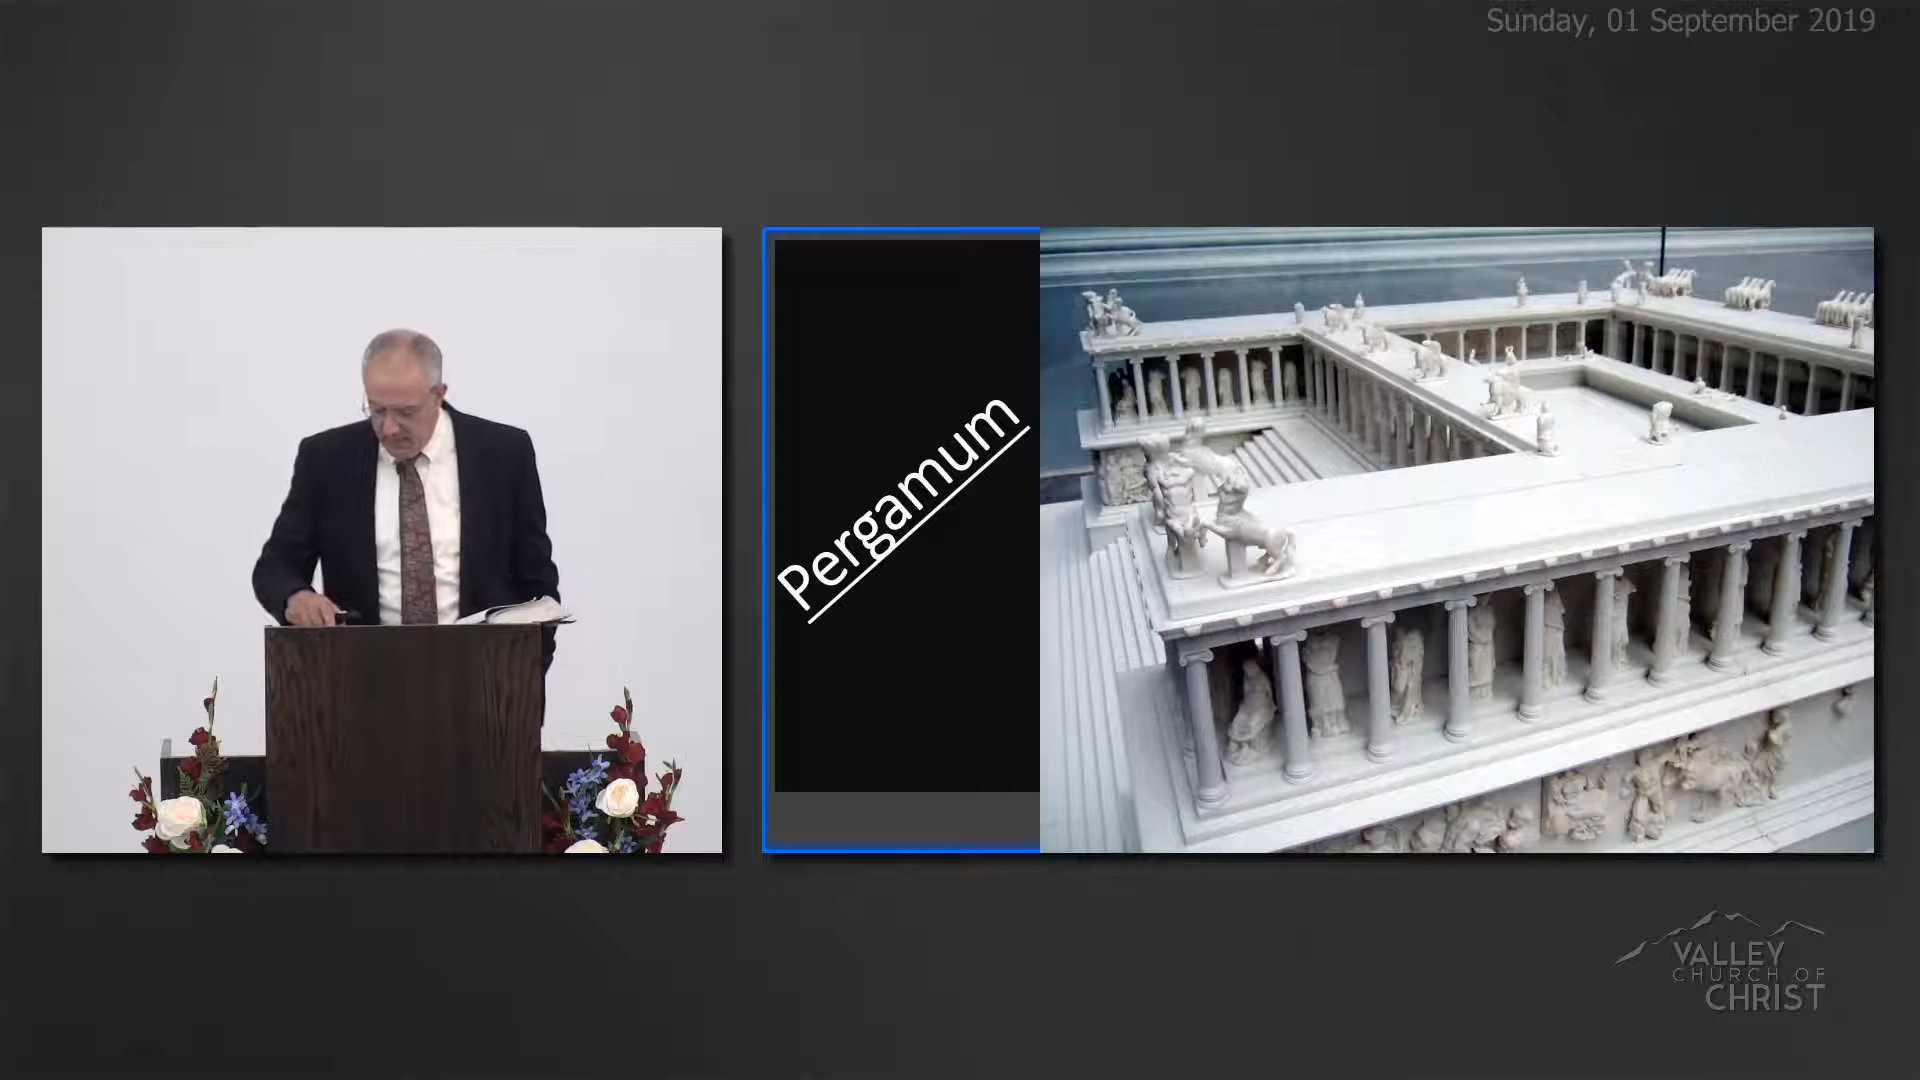 Sunday, 01 September 2019
Pergamum
VALLEY
CHURCH OF
CHRIST